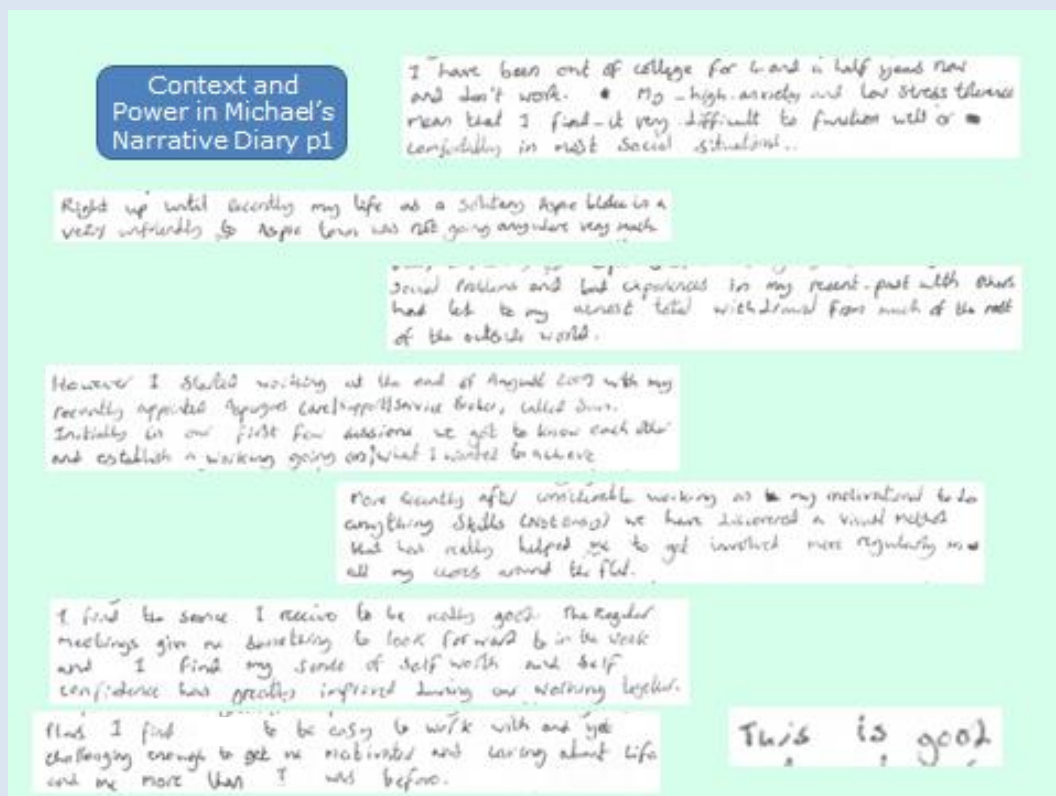 Context and
Power in Michael's
Narrative Diary p1
I have been out of college for 4 and a half years now
and don't work. My high anxiety and low stress tolerance
mean that I find it very difficult to function well or
comfortably in most social situations.
Right up until recently my life as a solitary Aspie bloke in a
very unfriendly to Aspie town was not going anywhere very much
social problems and bad experiences in my recent past with others
had led to my almost total withdrawal from much of the rest
of the outside world.
However I started working at the end of August 2009 with my
recently appointed Aspergers care/support/service Broker, called
Initially in our first few sessions we got to know each other
and establish a working going on/what I wanted to achieve
More recently after considerable working on my motivational to do
anything skills (not easy) we have discovered a visual method
that has really helped me to get involved more regularly in
all my around the flat.
I find the service I receive to be really good. The Regular
meetings give me something to look forward to in the week
and I find my sense of self worth and self
confidence has greatly improved during our working together.
Plus I find to be easy to work with and yet
challenging enough to get me motivated and caring about life
and me more than I was before.
This is good